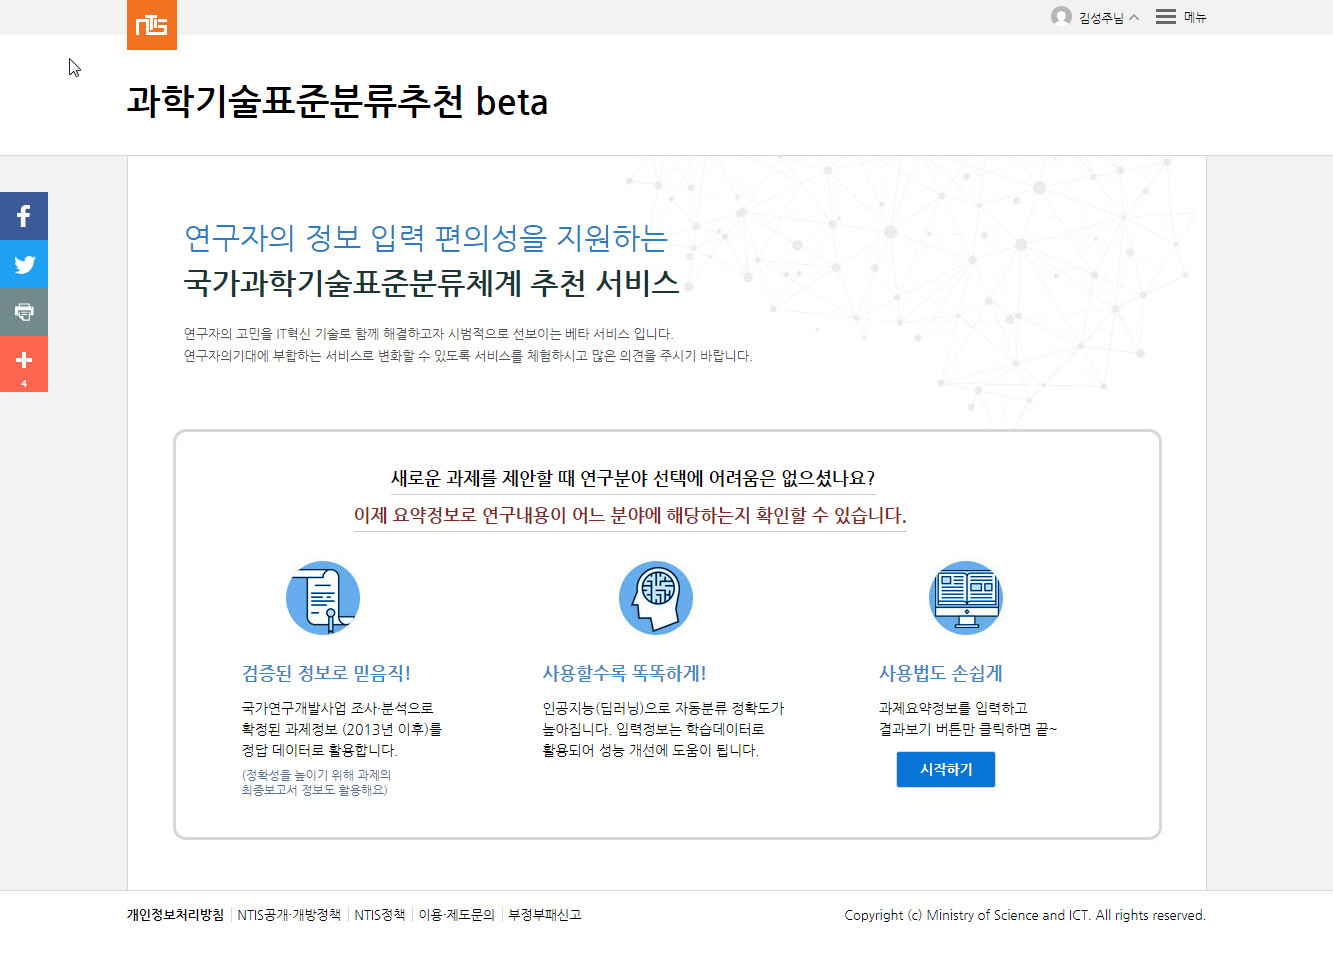 NTIS
김성주님
메뉴
과학기술표준분류추천 beta
4
연구자의 정보 입력 편의성을 지원하는
국가과학기술표준분류체계 추천 서비스
연구자의 고민을 IT혁신 기술로 함께 해결하고자 시범적으로 선보이는 베타 서비스 입니다.
연구자의기대에 부합하는 서비스로 변화할 수 있도록 서비스를 체험하시고 많은 의견을 주시기 바랍니다.
새로운 과제를 제안할 때 연구분야 선택에 어려움은 없으셨나요?
이제 요약정보로 연구내용이 어느 분야에 해당하는지 확인할 수 있습니다.
검증된 정보로 믿음직!
국가연구개발사업 조사·분석으로
확정된 과제정보 (2013년 이후)를
정답 데이터로 활용합니다.
(정확성을 높이기 위해 과제의
최종보고서 정보도 활용해요)
사용할수록 똑똑하게!
인공지능(딥러닝)으로 자동분류 정확도가
높아집니다. 입력정보는 학습데이터로
활용되어 성능 개선에 도움이 됩니다.
사용법도 손쉽게
과제요약정보를 입력하고
결과보기 버튼만 클릭하면 끝~
시작하기
개인정보처리방침
NTIS공개·개방정책
NTIS정책
이용·제도문의
부정부패신고
Copyright (c) Ministry of Science and ICT. All rights reserved.